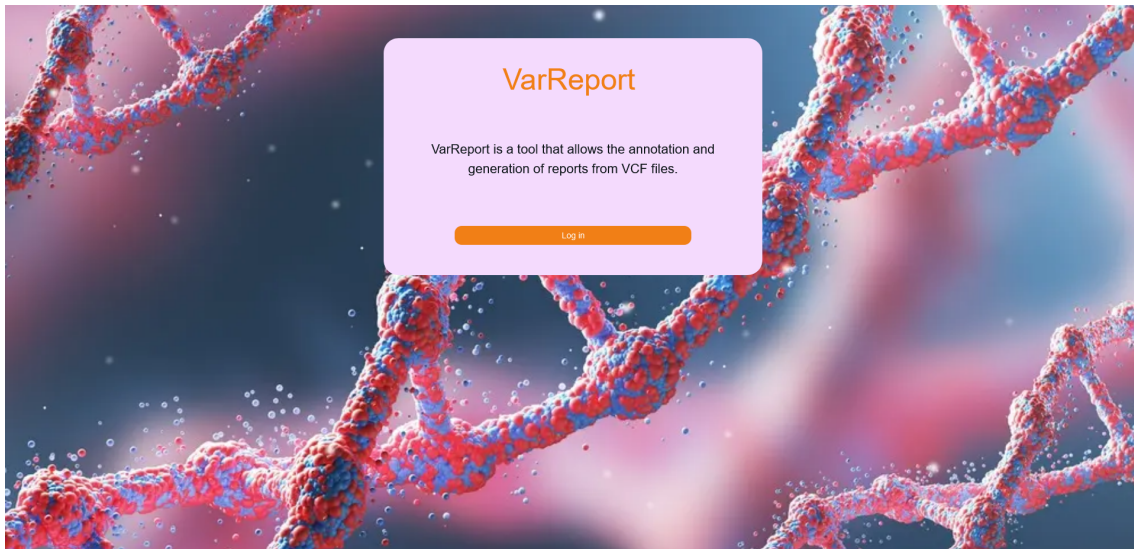 VarReport
VarReport is a tool that allows the annotation and
generation of reports from VCF files.
Log in